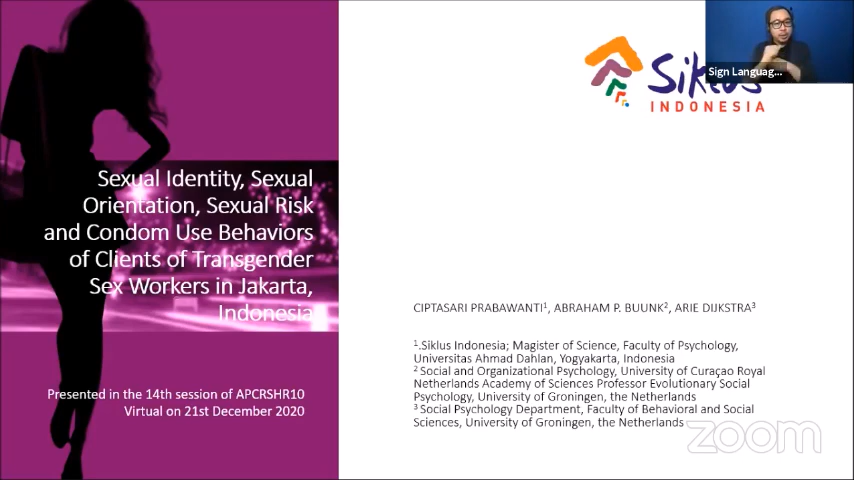 Sign Languag...
Siklus
INDONESIA
Sexual Identity, Sexual
Orientation, Sexual Risk
and Condom Use Behaviors
of Clients of Transgender
Sex Workers in Jakarta,
Indonesia
Presented in the 14th session of APCRSHR10
Virtual on 21st December 2020
CIPTASARI PRABAWANTI¹, ABRAHAM P. BUUNK², ARIE DIJKSTRA³
¹.Siklus Indonesia; Magister of Science, Faculty of Psychology,
Universitas Ahmad Dahlan, Yogyakarta, Indonesia
² Social and Organizational Psychology, University of Curaçao Royal
Netherlands Academy of Sciences Professor Evolutionary Social
Psychology, University of Groningen, the Netherlands
³ Social Psychology Department, Faculty of Behavioral and Social
Sciences, University of Groningen, the Netherlands
zoom